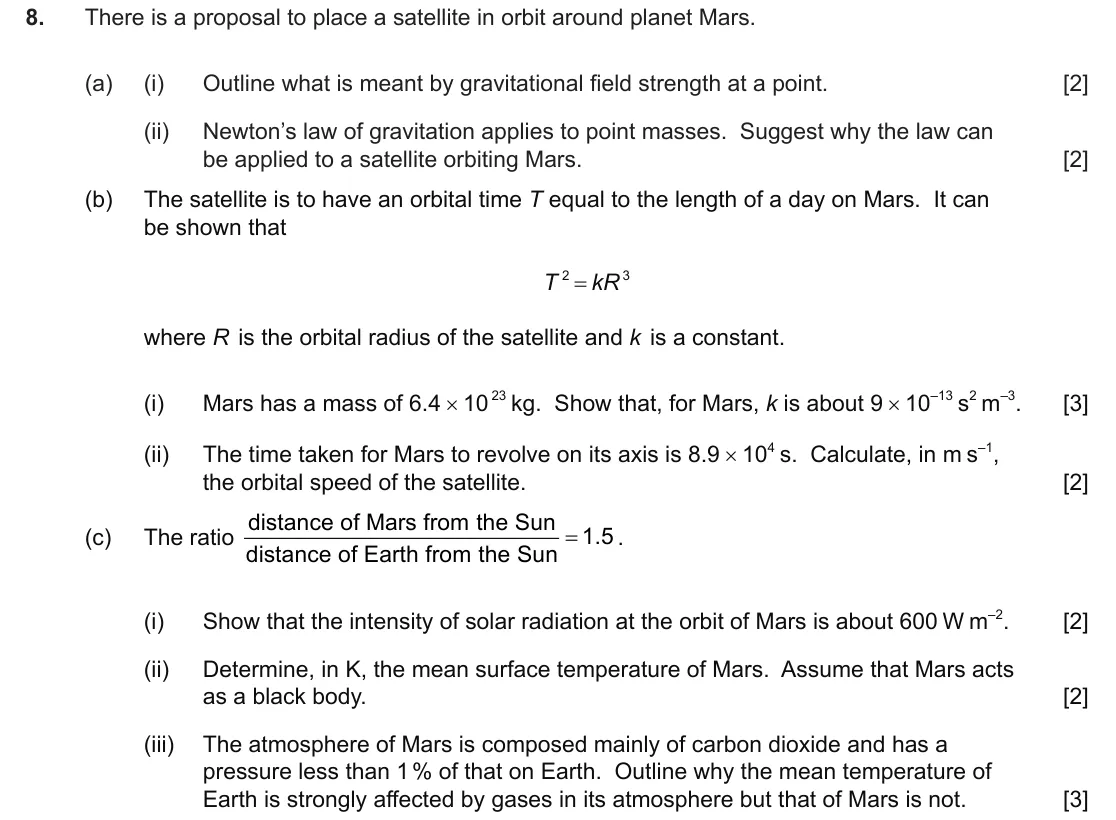 8. There is a proposal to place a satellite in orbit around planet Mars.
(a) (i) Outline what is meant by gravitational field strength at a point. [2]
(ii) Newton’s law of gravitation applies to point masses. Suggest why the law can
be applied to a satellite orbiting Mars. [2]
(b) The satellite is to have an orbital time T equal to the length of a day on Mars. It can
be shown that
T² = kR³
where R is the orbital radius of the satellite and k is a constant.
(i) Mars has a mass of 6.4 × 10²³ kg. Show that, for Mars, k is about 9 × 10⁻¹³ s² m⁻³. [3]
(ii) The time taken for Mars to revolve on its axis is 8.9 × 10⁴ s. Calculate, in m s⁻¹,
the orbital speed of the satellite. [2]
distance of Mars from the Sun
(c) The ratio = 1.5.
distance of Earth from the Sun
(i) Show that the intensity of solar radiation at the orbit of Mars is about 600 W m⁻². [2]
(ii) Determine, in K, the mean surface temperature of Mars. Assume that Mars acts
as a black body. [2]
(iii) The atmosphere of Mars is composed mainly of carbon dioxide and has a
pressure less than 1 % of that on Earth. Outline why the mean temperature of
Earth is strongly affected by gases in its atmosphere but that of Mars is not. [3]